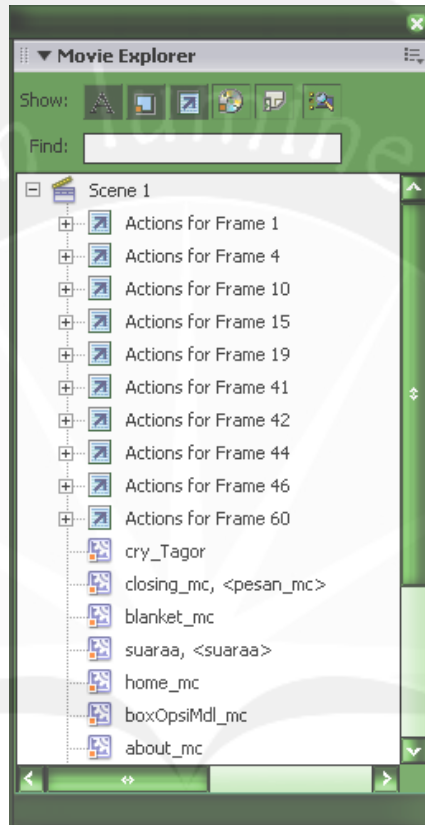 Movie Explorer
Show: A
Find:
Scene 1
Actions for Frame 1
Actions for Frame 4
Actions for Frame 10
Actions for Frame 15
Actions for Frame 19
Actions for Frame 41
Actions for Frame 42
Actions for Frame 44
Actions for Frame 46
Actions for Frame 60
cry_Tagor
closing_mc, <pesan_mc>
blanket_mc
suaraa, <suaraa>
home_mc
boxOpsiMdl_mc
about_mc